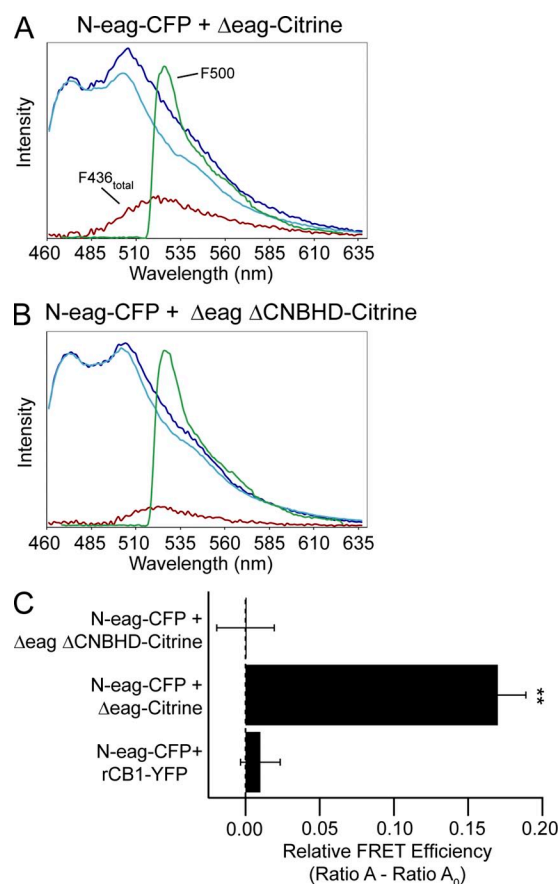 A
N-eag-CFP + Δeag-Citrine
Intensity
F500
F436total
460 485 510 535 560 585 610 635
Wavelength (nm)
B
N-eag-CFP + Δeag ΔCNBHD-Citrine
Intensity
460 485 510 535 560 585 610 635
Wavelength (nm)
C
N-eag-CFP +
Δeag ΔCNBHD-Citrine
N-eag-CFP +
Δeag-Citrine
**
N-eag-CFP+
rCB1-YFP
0.00 0.05 0.10 0.15 0.20
Relative FRET Efficiency
(Ratio A - Ratio A0)